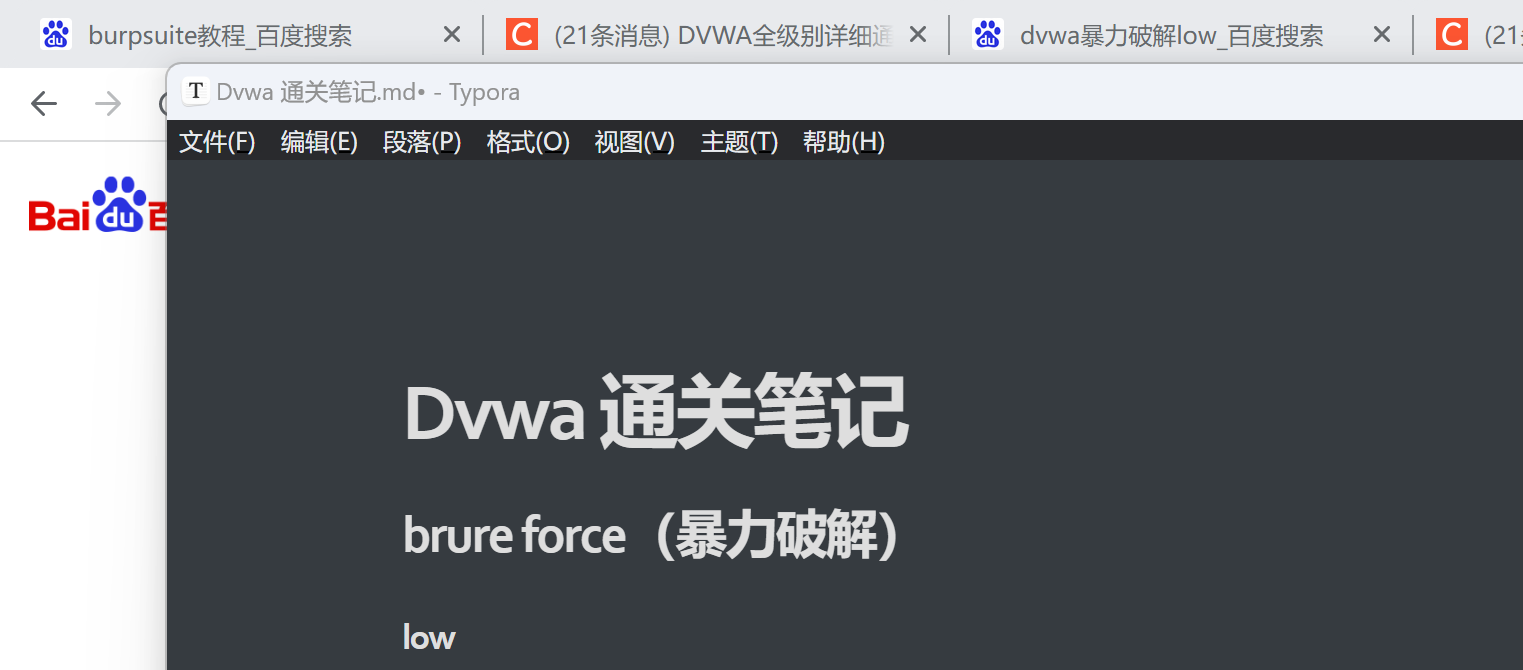 burpsuite教程_百度搜索
(21条消息) DVWA全级别详细通
dvwa暴力破解low_百度搜索
(21
Dvwa 通关笔记.md• - Typora
文件(F) 编辑(E) 段落(P) 格式(O) 视图(V) 主题(T) 帮助(H)
Bai du 百
Dvwa 通关笔记
brure force（暴力破解）
low